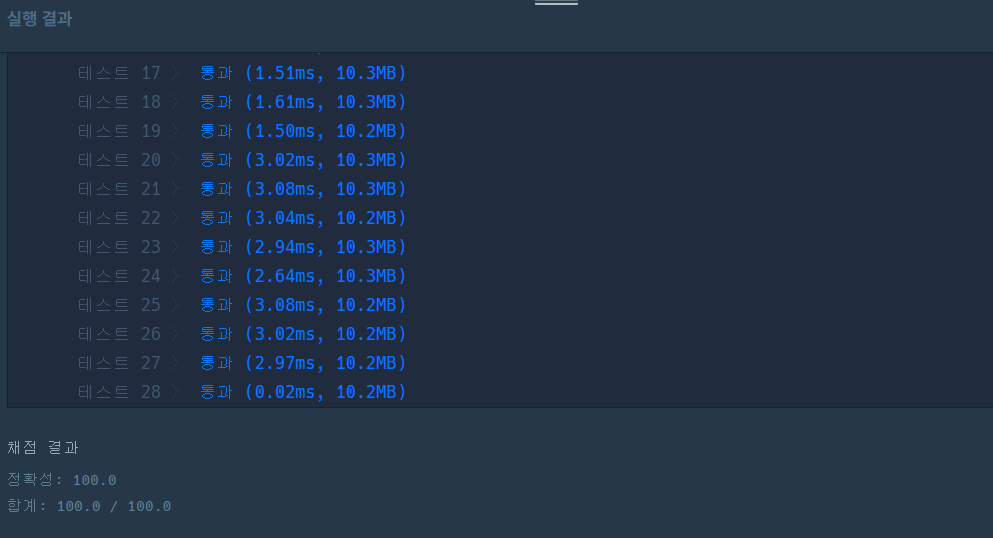 실행 결과
테스트 17 〉 통과 (1.51ms, 10.3MB)
테스트 18 〉 통과 (1.61ms, 10.3MB)
테스트 19 〉 통과 (1.50ms, 10.2MB)
테스트 20 〉 통과 (3.02ms, 10.3MB)
테스트 21 〉 통과 (3.08ms, 10.3MB)
테스트 22 〉 통과 (3.04ms, 10.2MB)
테스트 23 〉 통과 (2.94ms, 10.3MB)
테스트 24 〉 통과 (2.64ms, 10.3MB)
테스트 25 〉 통과 (3.08ms, 10.2MB)
테스트 26 〉 통과 (3.02ms, 10.2MB)
테스트 27 〉 통과 (2.97ms, 10.2MB)
테스트 28 〉 통과 (0.02ms, 10.2MB)
채점 결과
정확성: 100.0
합계: 100.0 / 100.0